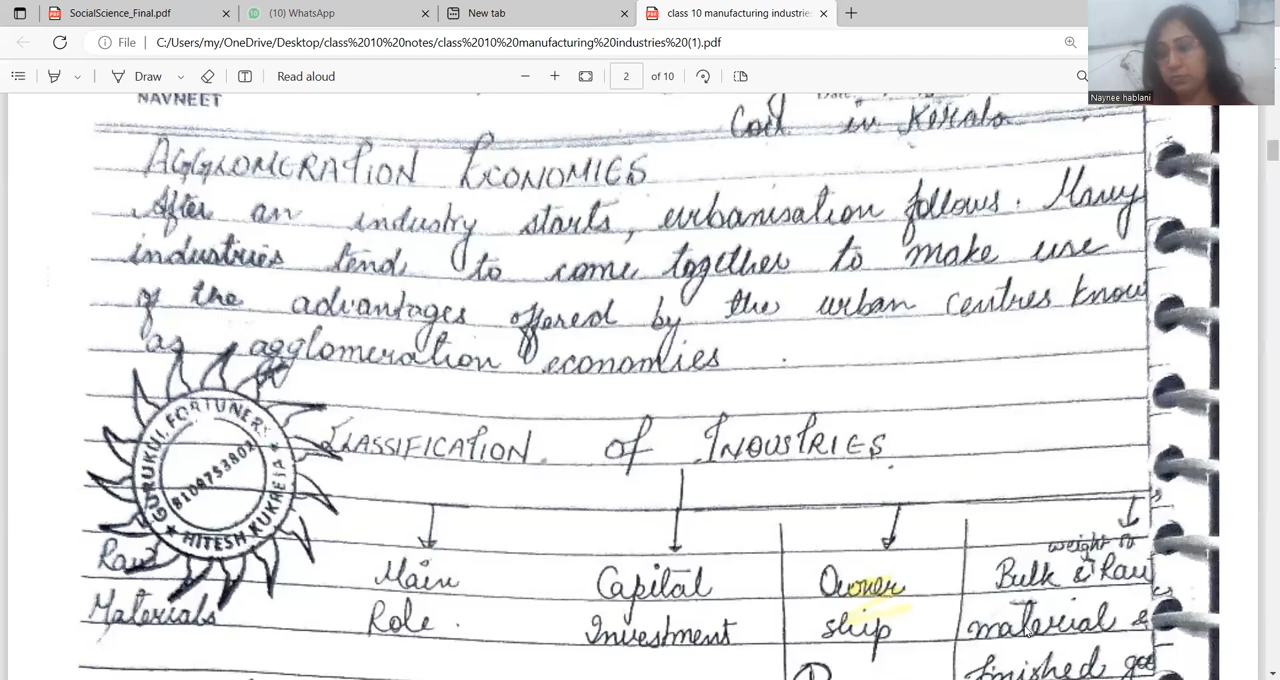 SocialScience_Final.pdf
(10) WhatsApp
New tab
class 10 manufacturing industrie
File
C:/Users/my/OneDrive/Desktop/class%2010%20notes/class%2010%20manufacturing%20industries%20(1).pdf
Draw
Read aloud
2 of 10
Naynee hablani
NAVNEET
Coil in Kerala
AGGLOMERATION ECONOMIES
After an industry starts, urbanisation follows. Many
industries tend to come together to make use
of the advantages offered by the urban centres know
as agglomeration economies
CLASSIFICATION of INDUSTRIES.
GURUKUL FORTUNER
HITESH KUKREJA
Raw
Materials
Main
Role.
Capital
Investment
Owner
ship
weight
Bulk & Raw
material &
finished goo